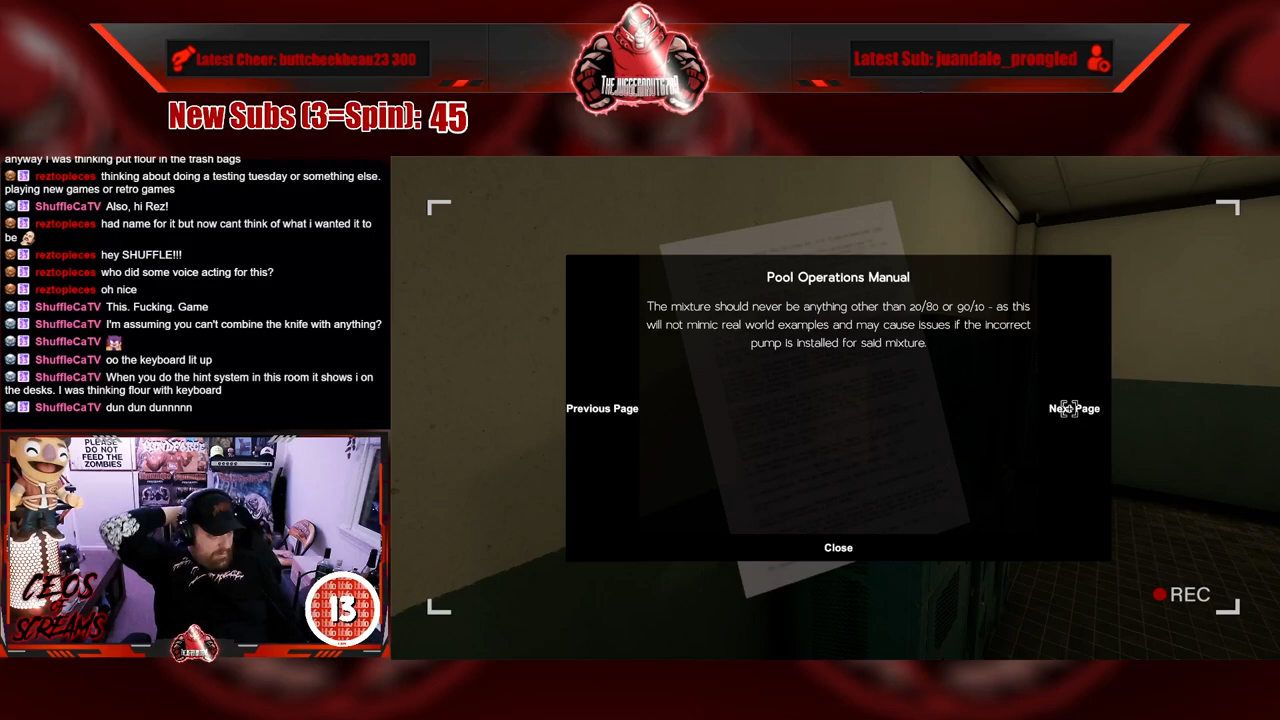 Latest Cheer: buttcheekbeau23 300
Latest Sub: juandale_prongled
New Subs (3=Spin): 45
anyway I was thinking put flour in the trash bags
reztopieces thinking about doing a testing tuesday or something else.
playing new games or retro games
ShuffleCaTV Also, hi Rez!
reztopieces had name for it but now cant think of what i wanted it to
be
reztopieces hey SHUFFLE!!!
reztopieces who did some voice acting for this?
reztopieces oh nice
ShuffleCaTV This. Fucking. Game
ShuffleCaTV I'm assuming you can't combine the knife with anything?
ShuffleCaTV
ShuffleCaTV oo the keyboard lit up
ShuffleCaTV When you do the hint system in this room it shows i on
the desks. I was thinking flour with keyboard
ShuffleCaTV dun dun dunnnnn
Pool Operations Manual
The mixture should never be anything other than 20/80 or 90/10 - as this
will not mimic real world examples and may cause issues if the incorrect
pump is installed for said mixture.
Previous Page
Next Page
Close
REC
PLEASE
DO NOT
FEED THE
ZOMBIES
CEOS
OF
SCREAMS
13